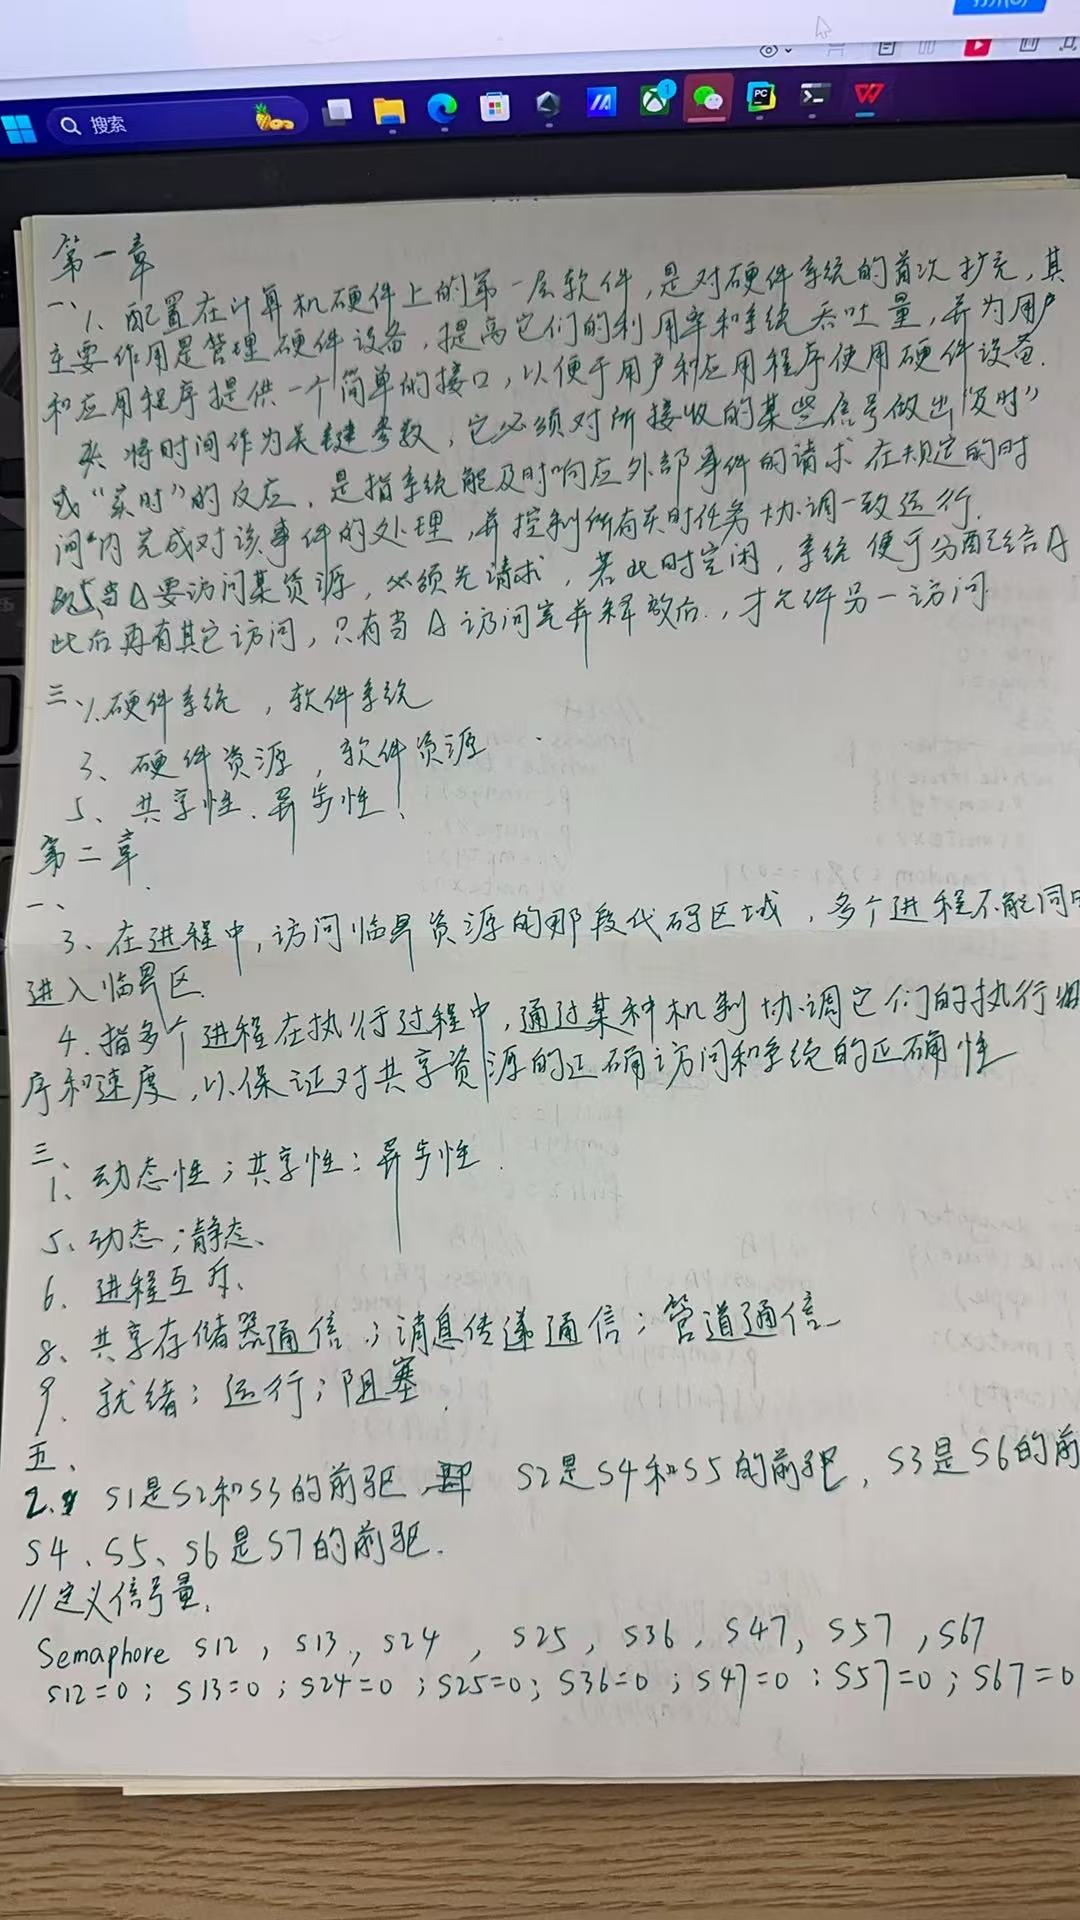 搜索
PC
1
第一章
一、1、配置在计算机硬件上的第一层软件,是对硬件系统的首次扩充,其
主要作用是管理硬件设备,提高它们的利用率和系统吞吐量,并为用户
和应用程序提供一个简单的接口,以便于用户和应用程序使用硬件设备.
将时间作为关键参数,它必须对所接收的某些信号做出“及时”
或“实时”的反应,是指系统能及时响应外部事件的请求 在规定的时
间内完成对该事件的处理,并控制所有实时任务协调一致运行.
5当A要访问某资源,必须先请求,若此时空闲,系统便可分配给A
此后再有其它访问,只有当A访问完并释放后.,才允许另一访问
三、1.硬件系统,软件系统
3、硬件资源,软件资源
5、共享性、异步性
第二章.
一、
3、在进程中,访问临界资源的那段代码区域,多个进程不能同
进入临界区.
4.指多个进程在执行过程中,通过某种机制协调它们的执行
序和速度,以保证对共享资源的正确访问和系统的正确性
三、
1、动态性;共享性;异步性.
5、动态;静态、
6、进程互斥、
8、共享存储器通信;消息传递通信;管道通信
9、就绪;运行;阻塞.
五、
2. S1是S2和S3的前驱, S2是S4和S5的前驱,S3是S6的前
S4、S5、S6是S7的前驱.
//定义信号量.
Semaphore S12, S13, S24, S25, S36, S47, S57, S67
S12=0; S13=0; S24=0; S25=0; S36=0; S47=0; S57=0; S67=0